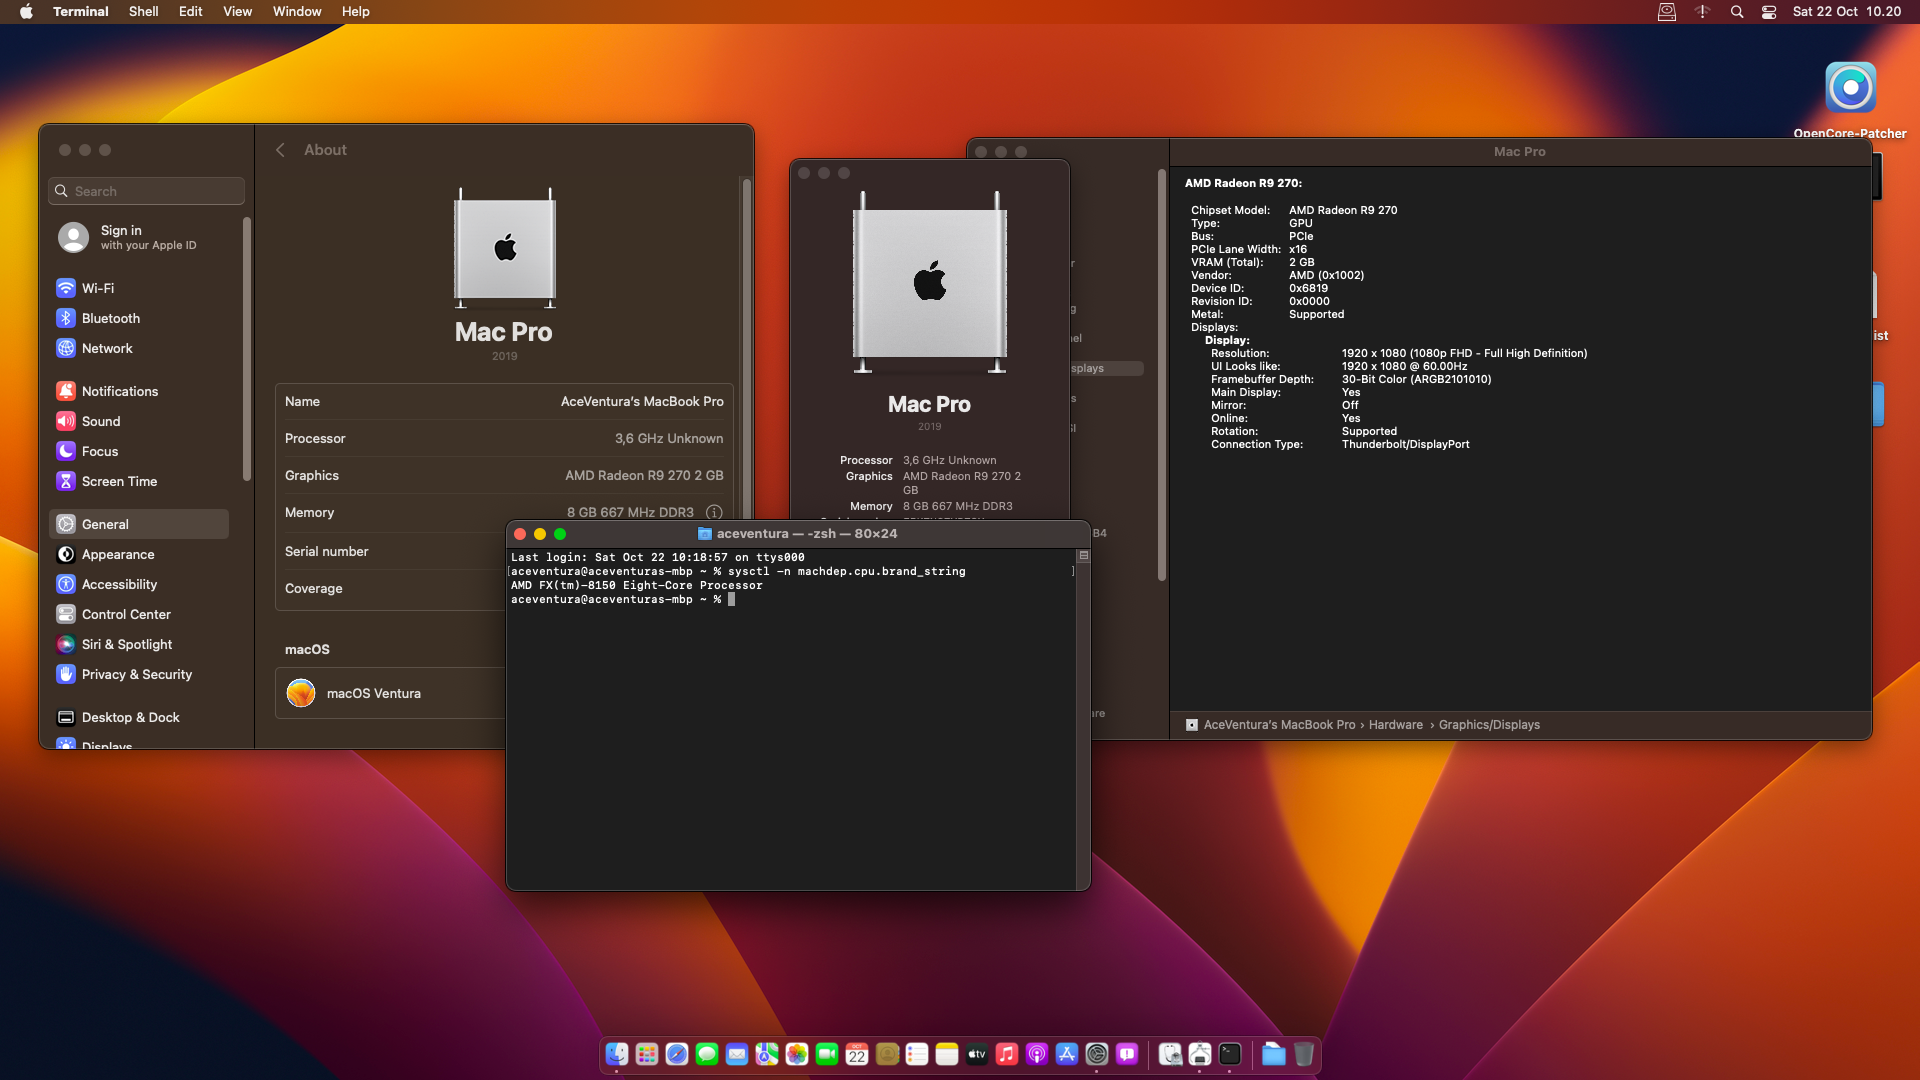 Terminal Shell Edit View Window Help
Sat 22 Oct 10.20
OpenCore-Patcher
ist
About
Search
Sign in
with your Apple ID
Wi-Fi
Bluetooth
Network
Notifications
Sound
Focus
Screen Time
General
Appearance
Accessibility
Control Center
Siri & Spotlight
Privacy & Security
Desktop & Dock
Displays
Mac Pro
2019
Name AceVentura's MacBook Pro
Processor 3,6 GHz Unknown
Graphics AMD Radeon R9 270 2 GB
Memory 8 GB 667 MHz DDR3
Serial number
Coverage
macOS
macOS Ventura
Mac Pro
2019
Processor 3,6 GHz Unknown
Graphics AMD Radeon R9 270 2
GB
Memory 8 GB 667 MHz DDR3
aceventura — -zsh — 80×24
Last login: Sat Oct 22 10:18:57 on ttys000
[aceventura@aceventuras-mbp ~ % sysctl -n machdep.cpu.brand_string ]
AMD FX(tm)-8150 Eight-Core Processor
aceventura@aceventuras-mbp ~ %
r
g
nel
splays
s
SI
B4
are
Mac Pro
AMD Radeon R9 270:
Chipset Model: AMD Radeon R9 270
Type: GPU
Bus: PCIe
PCIe Lane Width: x16
VRAM (Total): 2 GB
Vendor: AMD (0x1002)
Device ID: 0x6819
Revision ID: 0x0000
Metal: Supported
Displays:
Display:
Resolution: 1920 x 1080 (1080p FHD - Full High Definition)
UI Looks like: 1920 x 1080 @ 60.00Hz
Framebuffer Depth: 30-Bit Color (ARGB2101010)
Main Display: Yes
Mirror: Off
Online: Yes
Rotation: Supported
Connection Type: Thunderbolt/DisplayPort
AceVentura's MacBook Pro › Hardware › Graphics/Displays
OCT
22
tv